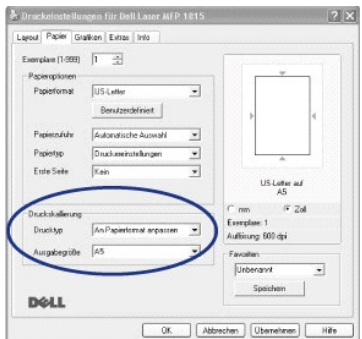 Druckeinstellungen für Dell Laser MFP 1815
Layout Papier Grafiken Extras Info
Exemplare (1-999) 1
Papieroptionen
Papierformat US-Letter
Benutzerdefiniert
Papierzufuhr Automatische Auswahl
Papiertyp Druckereinstellungen
Erste Seite Kein
US-Letter auf
A5
Druckskalierung
mm Zoll
Drucktyp An Papierformat anpassen
Exemplare: 1
Auflösung: 600 dpi
Ausgabegröße A5
Favoriten
Unbenannt
Speichern
DELL
OK Abbrechen Übernehmen Hilfe